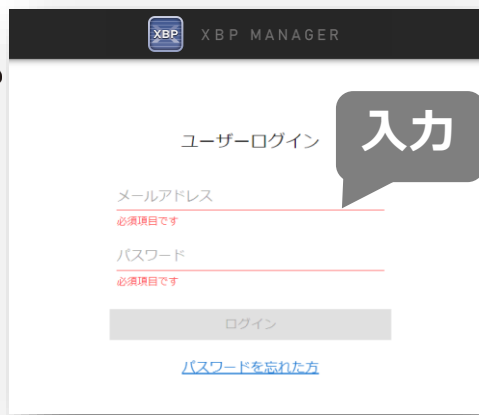 XBP XBP MANAGER
入力
ユーザーログイン
メールアドレス
必須項目です
パスワード
必須項目です
ログイン
パスワードを忘れた方